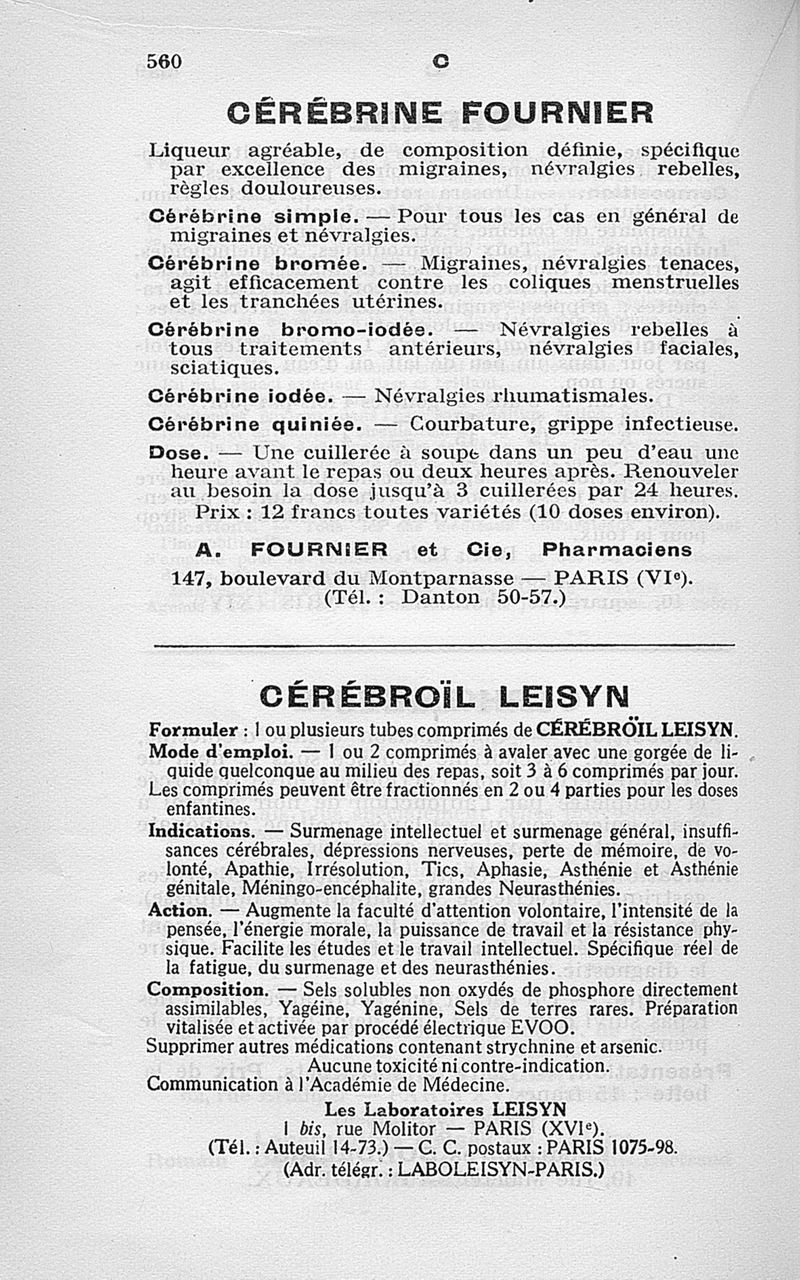 560
C
CÉRÉBRINE FOURNIER
Liqueur agréable, de composition définie, spécifique
par excellence des migraines, névralgies rebelles,
règles douloureuses.
Cérébrine simple. — Pour tous les cas en général de
migraines et névralgies.
Cérébrine bromée. — Migraines, névralgies tenaces,
agit efficacement contre les coliques menstruelles
et les tranchées utérines.
Cérébrine bromo-iodée. — Névralgies rebelles à
tous traitements antérieurs, névralgies faciales,
sciatiques.
Cérébrine iodée. — Névralgies rhumatismales.
Cérébrine quiniée. — Courbature, grippe infectieuse.
Dose. — Une cuillerée à soupe dans un peu d'eau une
heure avant le repas ou deux heures après. Renouveler
au besoin la dose jusqu'à 3 cuillerées par 24 heures.
Prix : 12 francs toutes variétés (10 doses environ).
A. FOURNIER et Cie, Pharmaciens
147, boulevard du Montparnasse — PARIS (VIe).
(Tél. : Danton 50-57.)
CÉRÉBROÏL LEISYN
Formuler : 1 ou plusieurs tubes comprimés de CÉRÉBROÏL LEISYN.
Mode d'emploi. — 1 ou 2 comprimés à avaler avec une gorgée de li-
quide quelconque au milieu des repas, soit 3 à 6 comprimés par jour.
Les comprimés peuvent être fractionnés en 2 ou 4 parties pour les doses
enfantines.
Indications. — Surmenage intellectuel et surmenage général, insuffi-
sances cérébrales, dépressions nerveuses, perte de mémoire, de vo-
lonté, Apathie, Irrésolution, Tics, Aphasie, Asthénie et Asthénie
génitale, Méningo-encéphalite, grandes Neurasthénies.
Action. — Augmente la faculté d'attention volontaire, l'intensité de la
pensée, l'énergie morale, la puissance de travail et la résistance phy-
sique. Facilite les études et le travail intellectuel. Spécifique réel de
la fatigue, du surmenage et des neurasthénies.
Composition. — Sels solubles non oxydés de phosphore directement
assimilables, Yagéine, Yagénine, Sels de terres rares. Préparation
vitalisée et activée par procédé électrique EVOO.
Supprimer autres médications contenant strychnine et arsenic.
Aucune toxicité ni contre-indication.
Communication à l'Académie de Médecine.
Les Laboratoires LEISYN
1 bis, rue Molitor — PARIS (XVIe).
(Tél. : Auteuil 14-73.) — C. C. postaux : PARIS 1075-98.
(Adr. télégr. : LABOLEISYN-PARIS.)